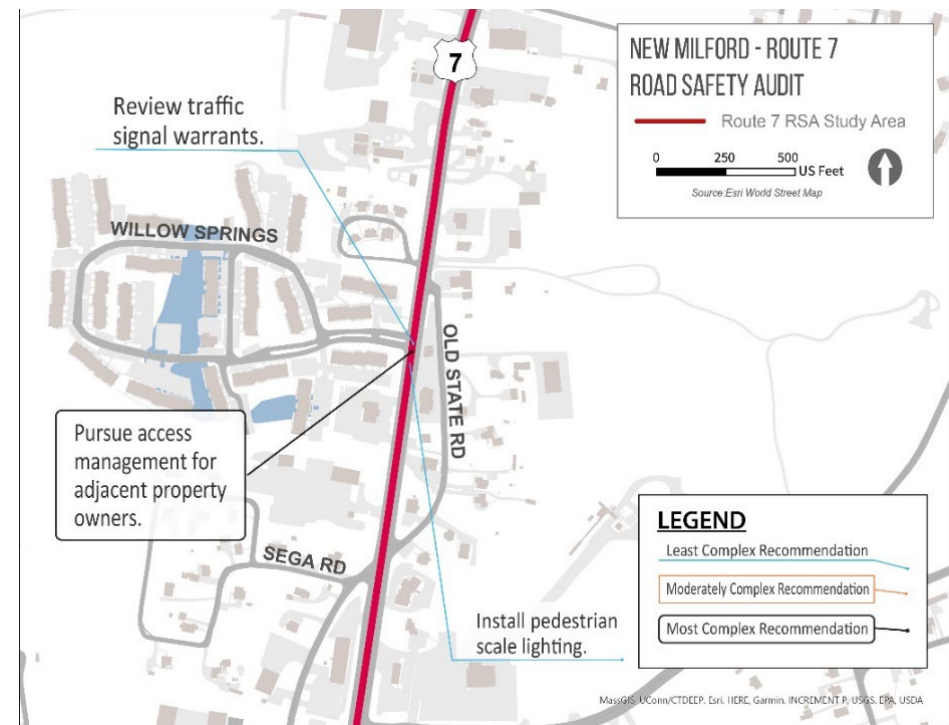 NEW MILFORD - ROUTE 7
ROAD SAFETY AUDIT
Route 7 RSA Study Area
0 250 500
US Feet
Source:Esri World Street Map
7
Review traffic
signal warrants.
WILLOW SPRINGS
OLD STATE RD
Pursue access
management for
adjacent property
owners.
SEGA RD
Install pedestrian
scale lighting.
LEGEND
Least Complex Recommendation
Moderately Complex Recommendation
Most Complex Recommendation
MassGIS, UConn/CTDEEP, Esri, HERE, Garmin, INCREMENT P, USGS, EPA, USDA